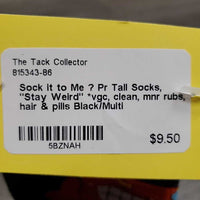 The Tack Collector
815343-86
Sock It to Me ? Pr Tall Socks,
"Stay Weird" *vgc, clean, mnr rubs,
hair & pills Black/Multi
$9.50
5BZNAH